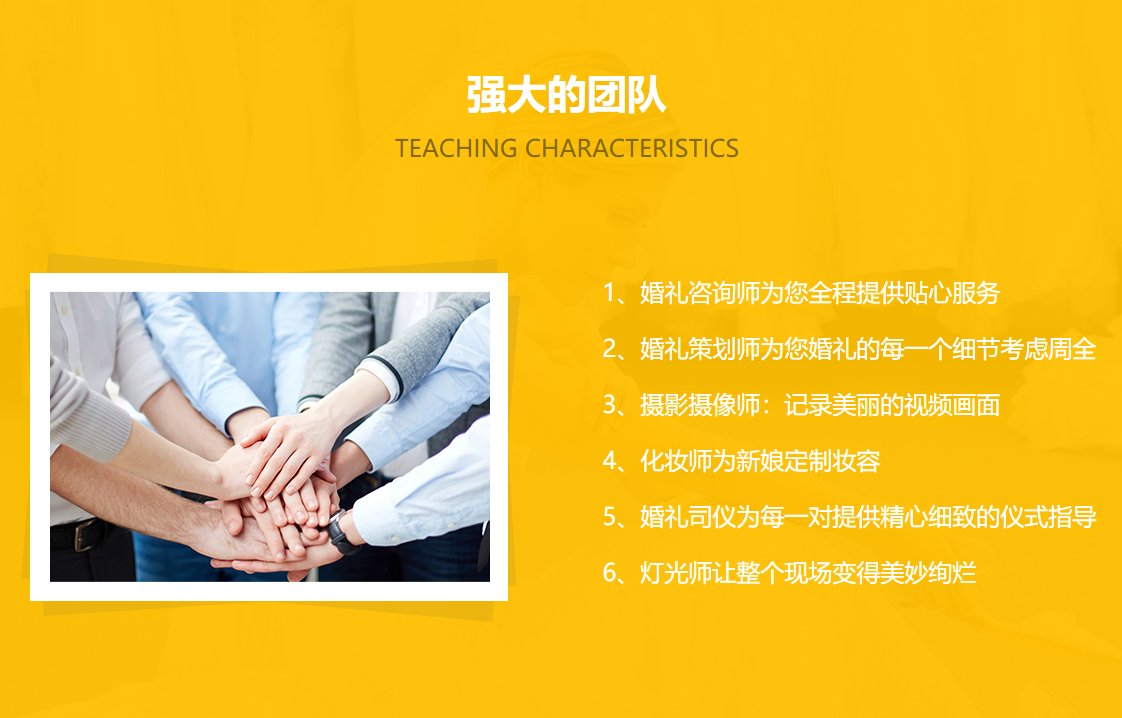 强大的团队
TEACHING CHARACTERISTICS
1、婚礼咨询师为您全程提供贴心服务
2、婚礼策划师为您婚礼的每一个细节考虑周全
3、摄影摄像师：记录美丽的视频画面
4、化妆师为新娘定制妆容
5、婚礼司仪为每一对提供精心细致的仪式指导
6、灯光师让整个现场变得美妙绚烂